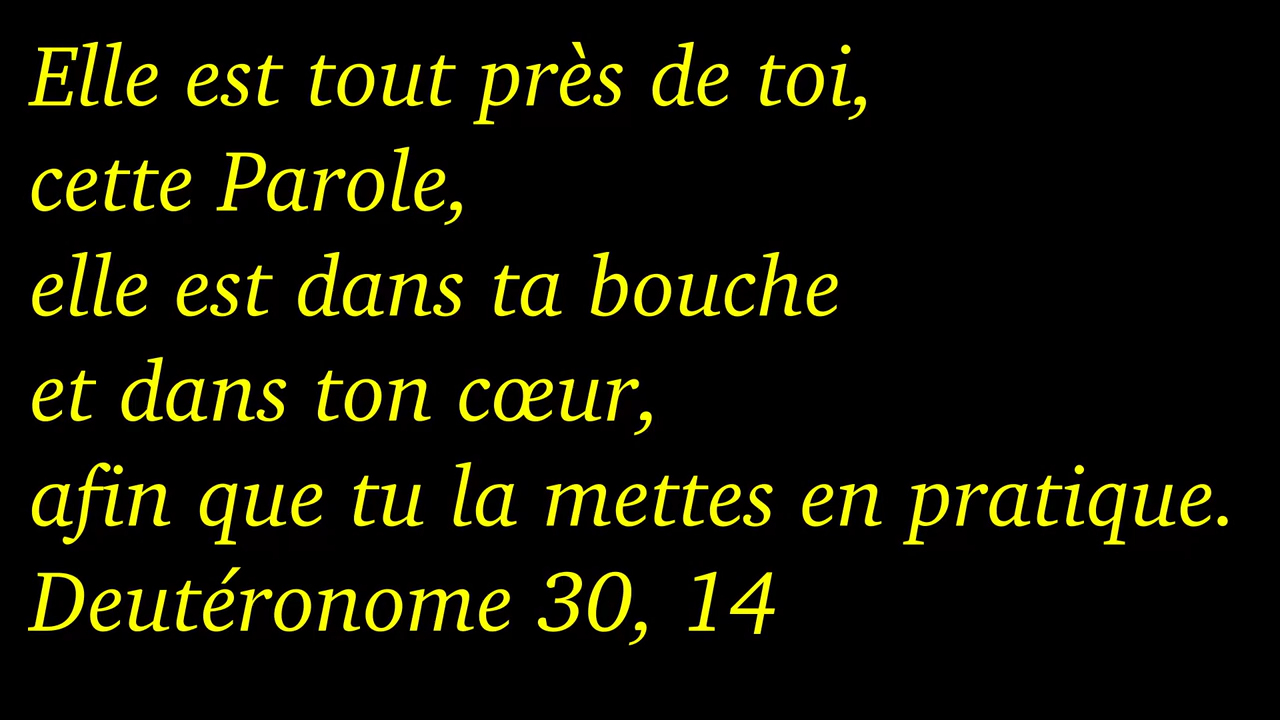 Elle est tout près de toi,
cette Parole,
elle est dans ta bouche
et dans ton cœur,
afin que tu la mettes en pratique.
Deutéronome 30, 14